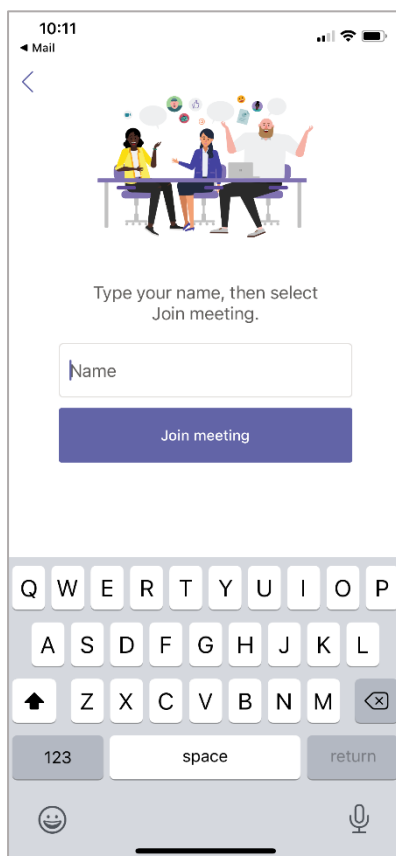 10:11
◀ Mail
Type your name, then select
Join meeting.
Name
Join meeting
Q W E R T Y U I O P
A S D F G H J K L
Z X C V B N M
123 space return